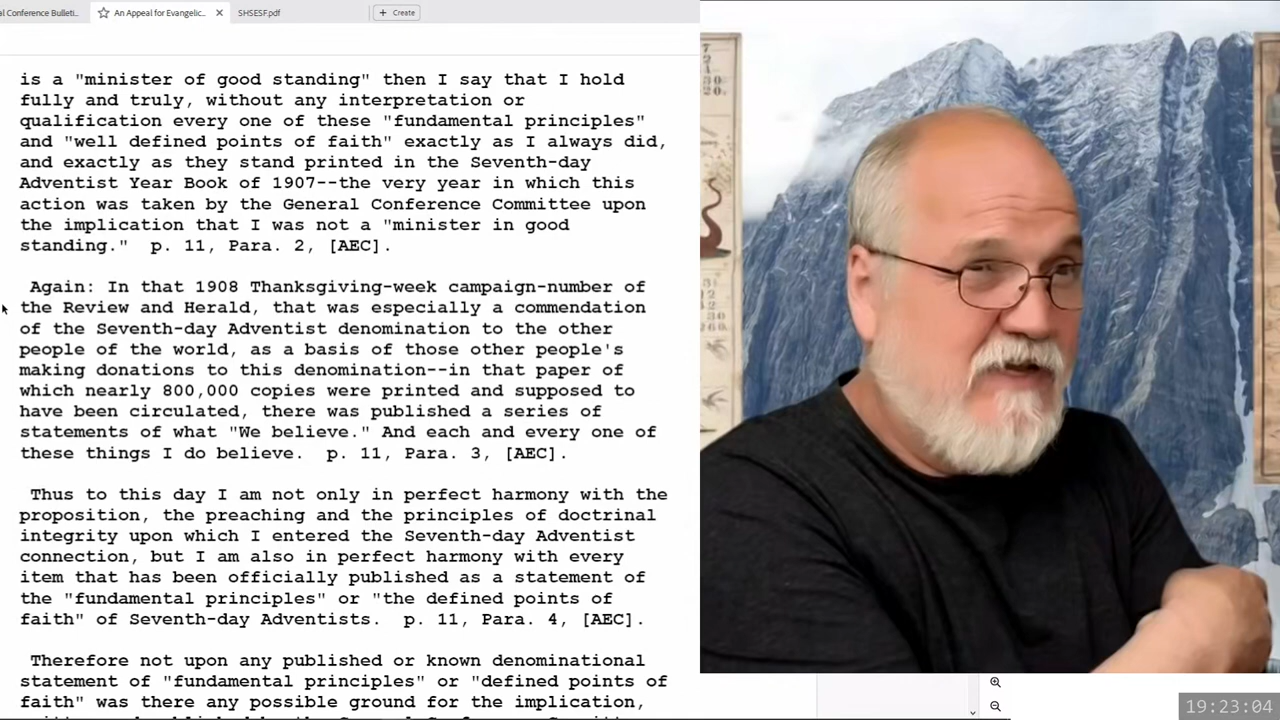 al Conference Bulleti..
An Appeal for Evangelic..
SHSESF.pdf
Create
is a "minister of good standing" then I say that I hold
fully and truly, without any interpretation or
qualification every one of these "fundamental principles"
and "well defined points of faith" exactly as I always did,
and exactly as they stand printed in the Seventh-day
Adventist Year Book of 1907--the very year in which this
action was taken by the General Conference Committee upon
the implication that I was not a "minister in good
standing."  p. 11, Para. 2, [AEC].
Again: In that 1908 Thanksgiving-week campaign-number of
the Review and Herald, that was especially a commendation
of the Seventh-day Adventist denomination to the other
people of the world, as a basis of those other people's
making donations to this denomination--in that paper of
which nearly 800,000 copies were printed and supposed to
have been circulated, there was published a series of
statements of what "We believe." And each and every one of
these things I do believe.  p. 11, Para. 3, [AEC].
Thus to this day I am not only in perfect harmony with the
proposition, the preaching and the principles of doctrinal
integrity upon which I entered the Seventh-day Adventist
connection, but I am also in perfect harmony with every
item that has been officially published as a statement of
the "fundamental principles" or "the defined points of
faith" of Seventh-day Adventists.  p. 11, Para. 4, [AEC].
Therefore not upon any published or known denominational
statement of "fundamental principles" or "defined points of
faith" was there any possible ground for the implication,
19:23:04